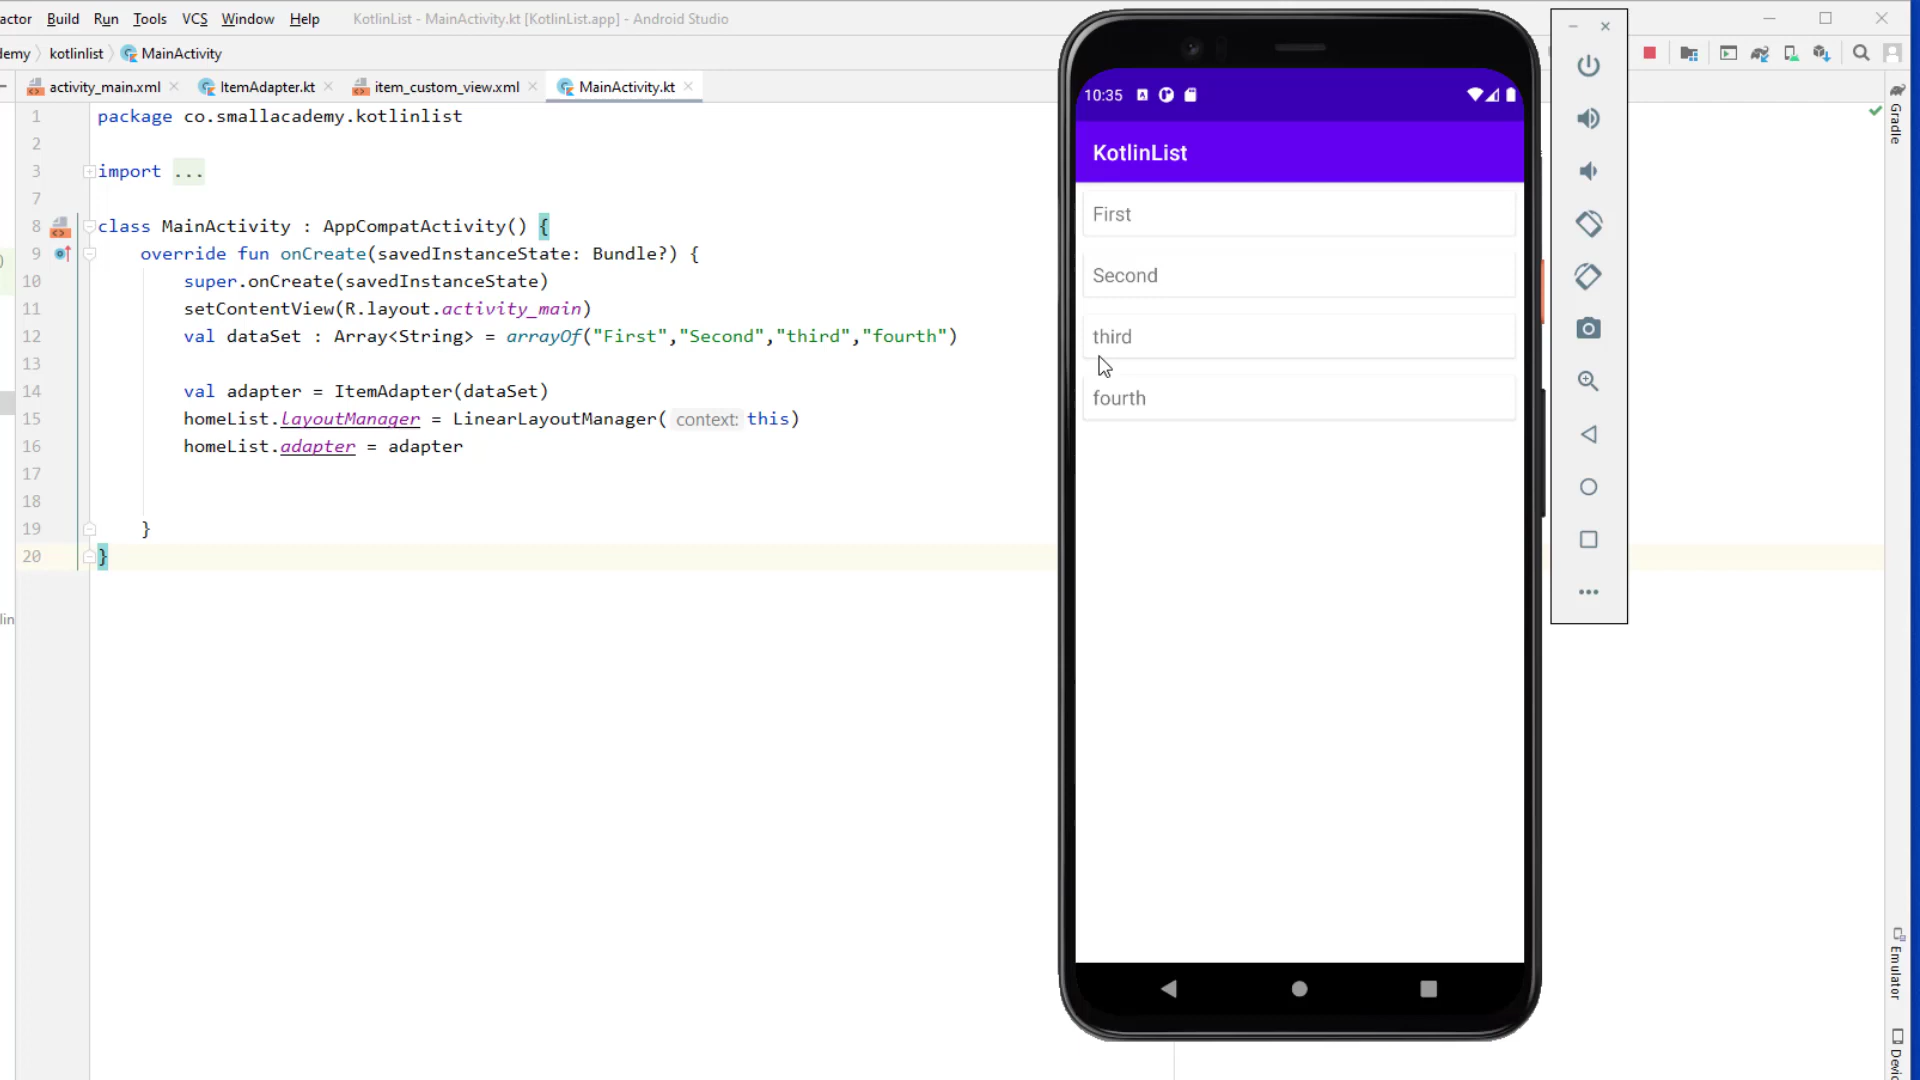 actor Build Run Tools VCS Window Help KotlinList - MainActivity.kt [KotlinList.app] - Android Studio
demy kotlinlist MainActivity
activity_main.xml ItemAdapter.kt item_custom_view.xml MainActivity.kt
1 package co.smallacademy.kotlinlist
2
3 import ...
7
8 class MainActivity : AppCompatActivity() {
9 override fun onCreate(savedInstanceState: Bundle?) {
10 super.onCreate(savedInstanceState)
11 setContentView(R.layout.activity_main)
12 val dataSet : Array<String> = arrayOf("First","Second","third","fourth")
13
14 val adapter = ItemAdapter(dataSet)
15 homeList.layoutManager = LinearLayoutManager( context: this)
16 homeList.adapter = adapter
17
18
19 }
20 }
)
lin
10:35
KotlinList
First
Second
third
fourth
Gradle
Emulator
Devic